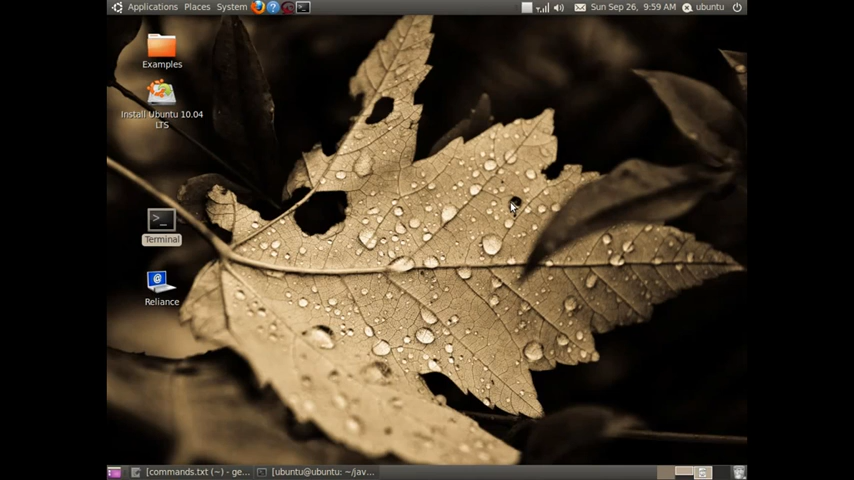 Applications Places System
Sun Sep 26, 9:59 AM ubuntu
Examples
Install Ubuntu 10.04
LTS
>_
Terminal
@
Reliance
[commands.txt (~) - ge...
[ubuntu@ubuntu: ~/jav...